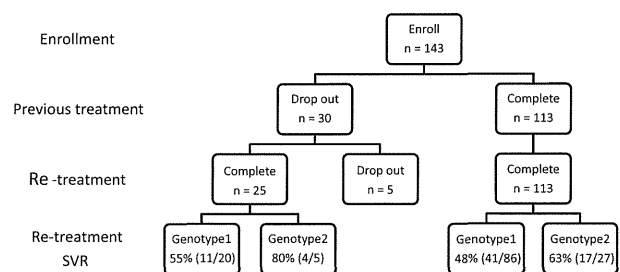 Enrollment
Enroll
n = 143
Previous treatment
Drop out
n = 30
Complete
n = 113
Re -treatment
Complete
n = 25
Drop out
n = 5
Complete
n = 113
Re-treatment
SVR
Genotype1
55% (11/20)
Genotype2
80% (4/5)
Genotype1
48% (41/86)
Genotype2
63% (17/27)